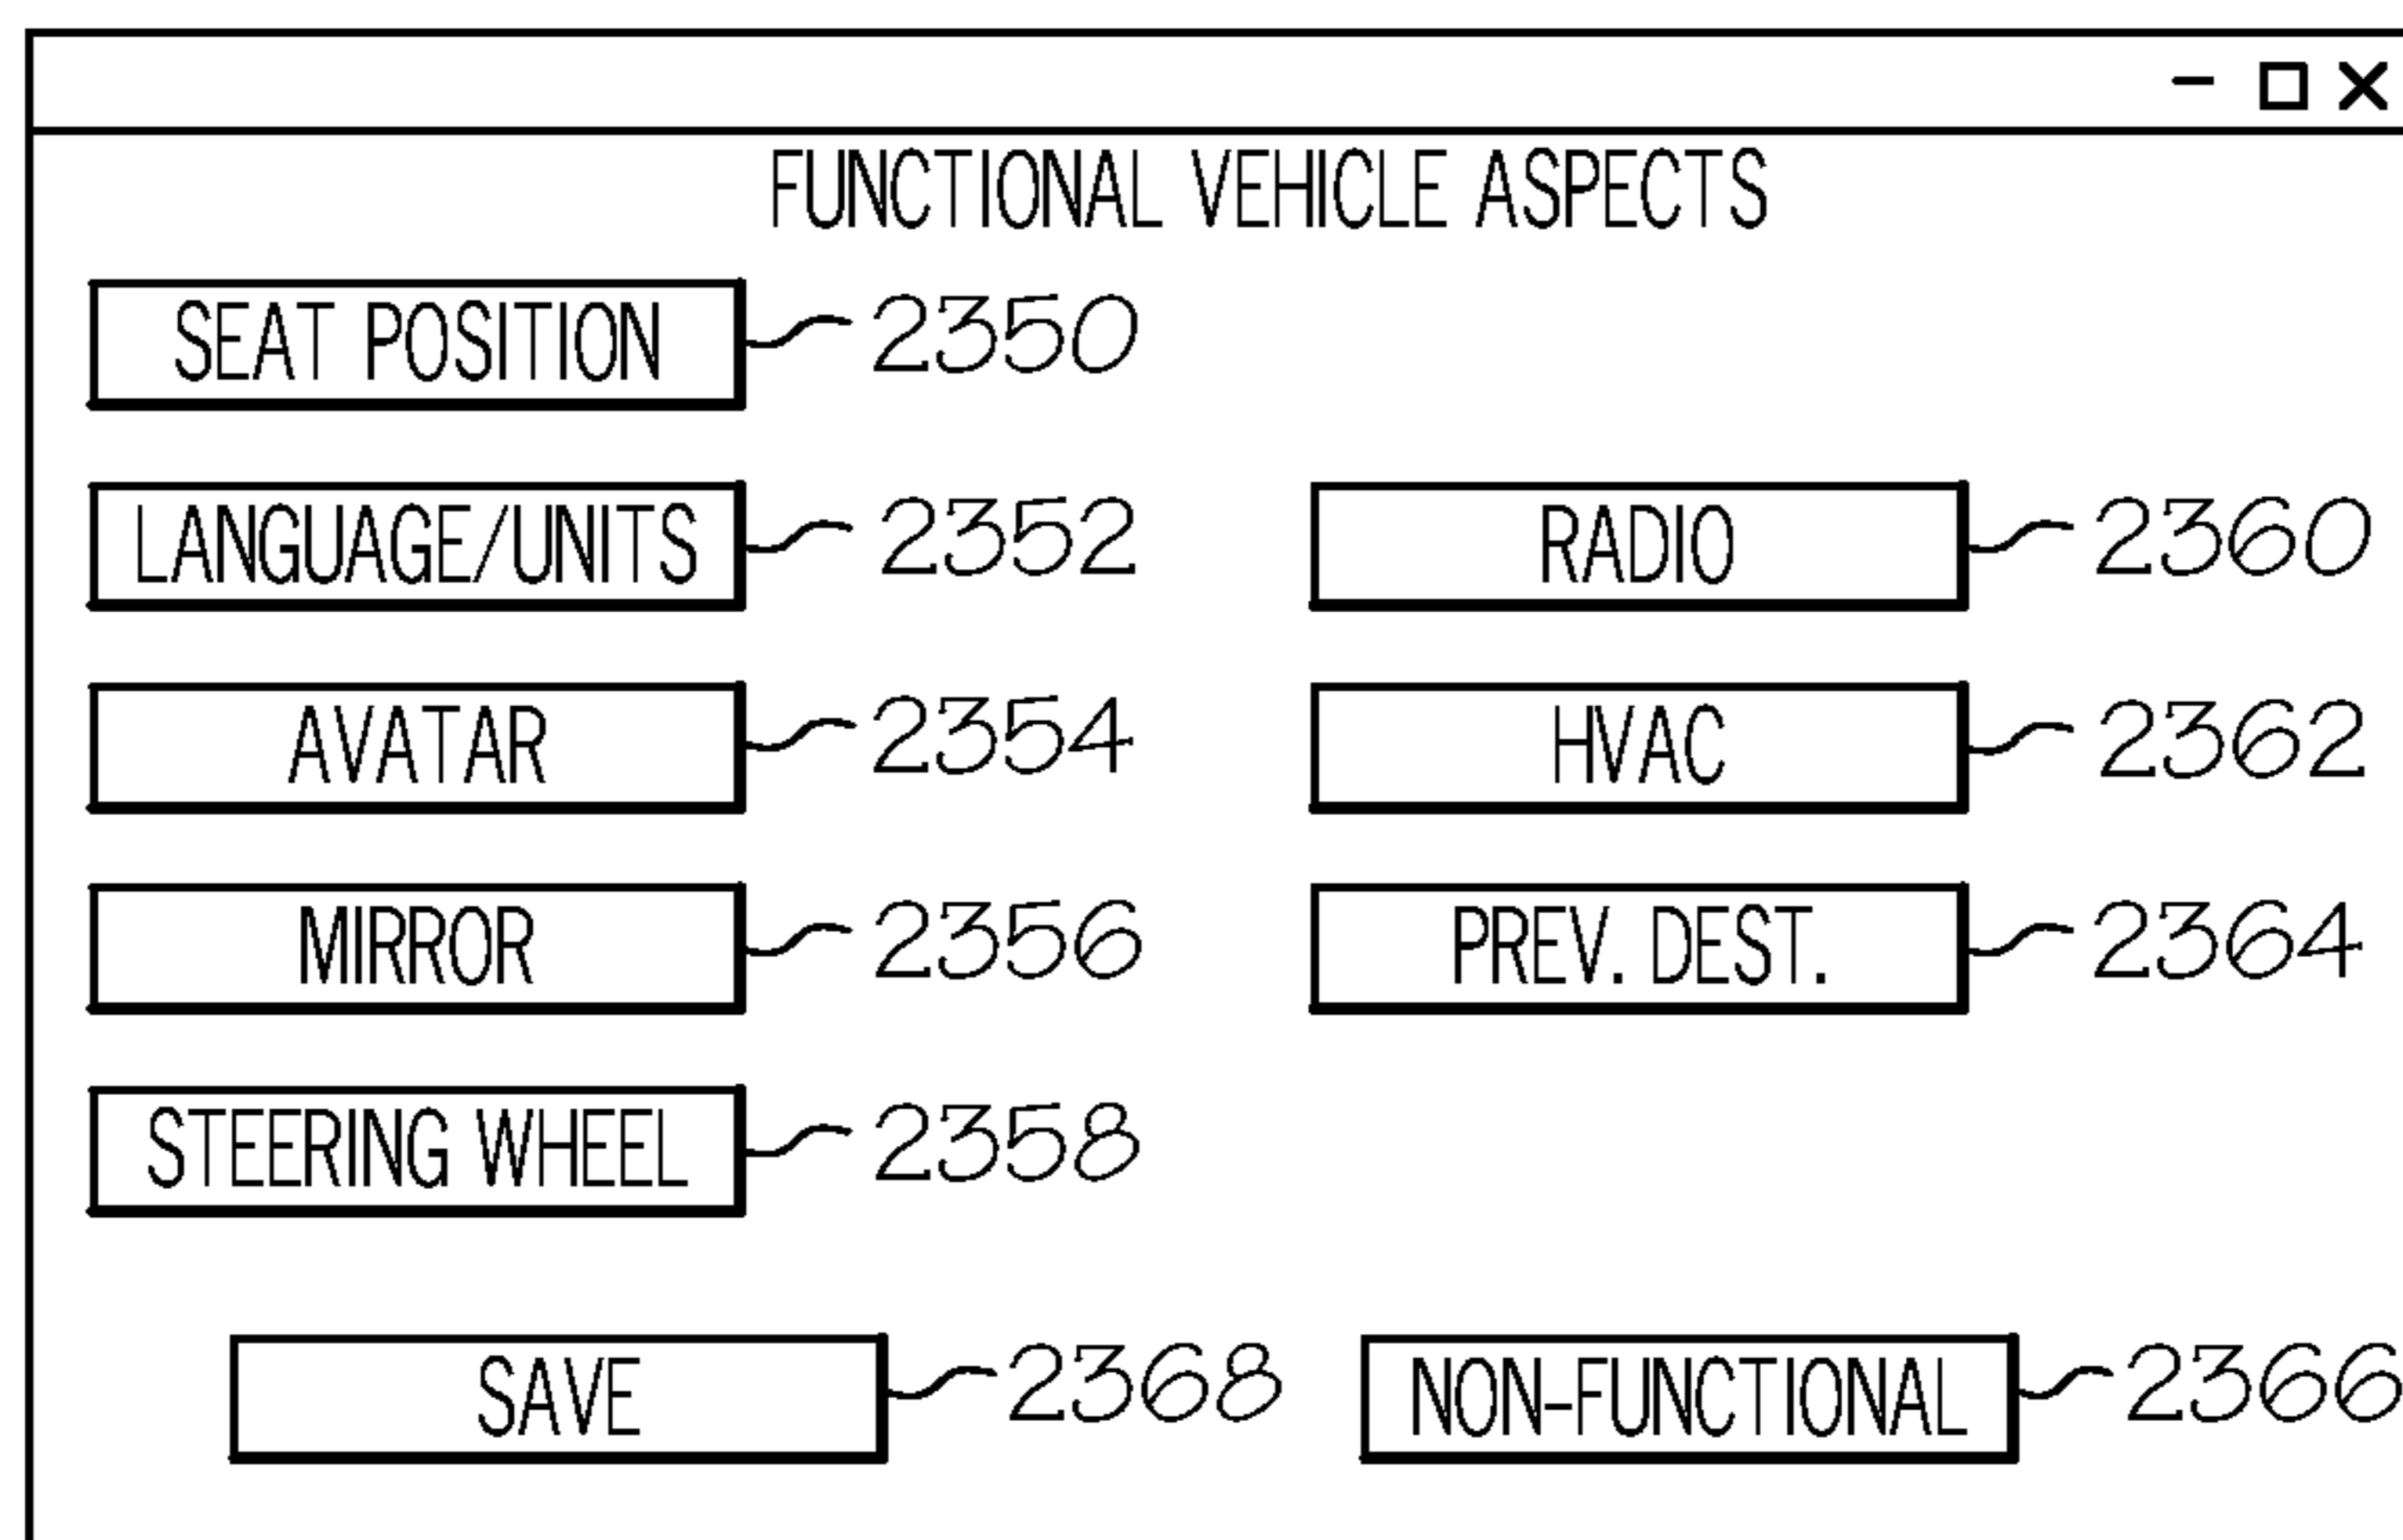 FUNCTIONAL VEHICLE ASPECTS
SEAT POSITION 2350
LANGUAGE/UNITS 2352 RADIO 2360
AVATAR 2354 HVAC 2362
MIRROR 2356 PREV. DEST. 2364
STEERING WHEEL 2358
SAVE 2368 NON-FUNCTIONAL 2366